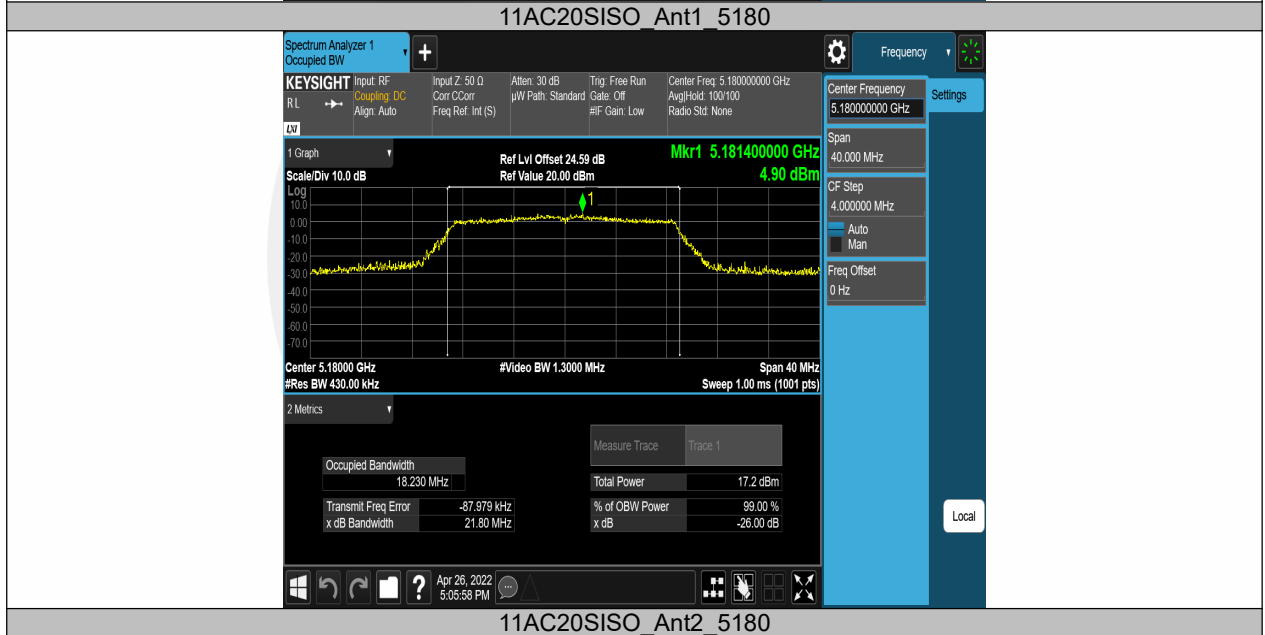 11AC20SISO_Ant1_5180
Spectrum Analyzer 1
Occupied BW
+
Frequency
KEYSIGHT
RL
LXI
Input: RF
Coupling: DC
Align: Auto
Input Z: 50 Ω
Corr CCorr
Freq Ref: Int (S)
Atten: 30 dB
µW Path: Standard
Trig: Free Run
Gate: Off
#IF Gain: Low
Center Freq: 5.180000000 GHz
Avg|Hold: 100/100
Radio Std: None
Center Frequency
5.180000000 GHz
Settings
Span
40.000 MHz
CF Step
4.000000 MHz
Auto
Man
Freq Offset
0 Hz
1 Graph
Scale/Div 10.0 dB
Ref Lvl Offset 24.59 dB
Ref Value 20.00 dBm
Mkr1 5.181400000 GHz
4.90 dBm
Log
10.0
0.00
-10.0
-20.0
-30.0
-40.0
-50.0
-60.0
-70.0
1
Center 5.18000 GHz
#Video BW 1.3000 MHz
Span 40 MHz
#Res BW 430.00 kHz
Sweep 1.00 ms (1001 pts)
2 Metrics
Measure Trace Trace 1
Occupied Bandwidth
18.230 MHz
Total Power 17.2 dBm
Transmit Freq Error -87.979 kHz
% of OBW Power 99.00 %
x dB Bandwidth 21.80 MHz
x dB -26.00 dB
Local
?
Apr 26, 2022
5:05:58 PM
11AC20SISO_Ant2_5180